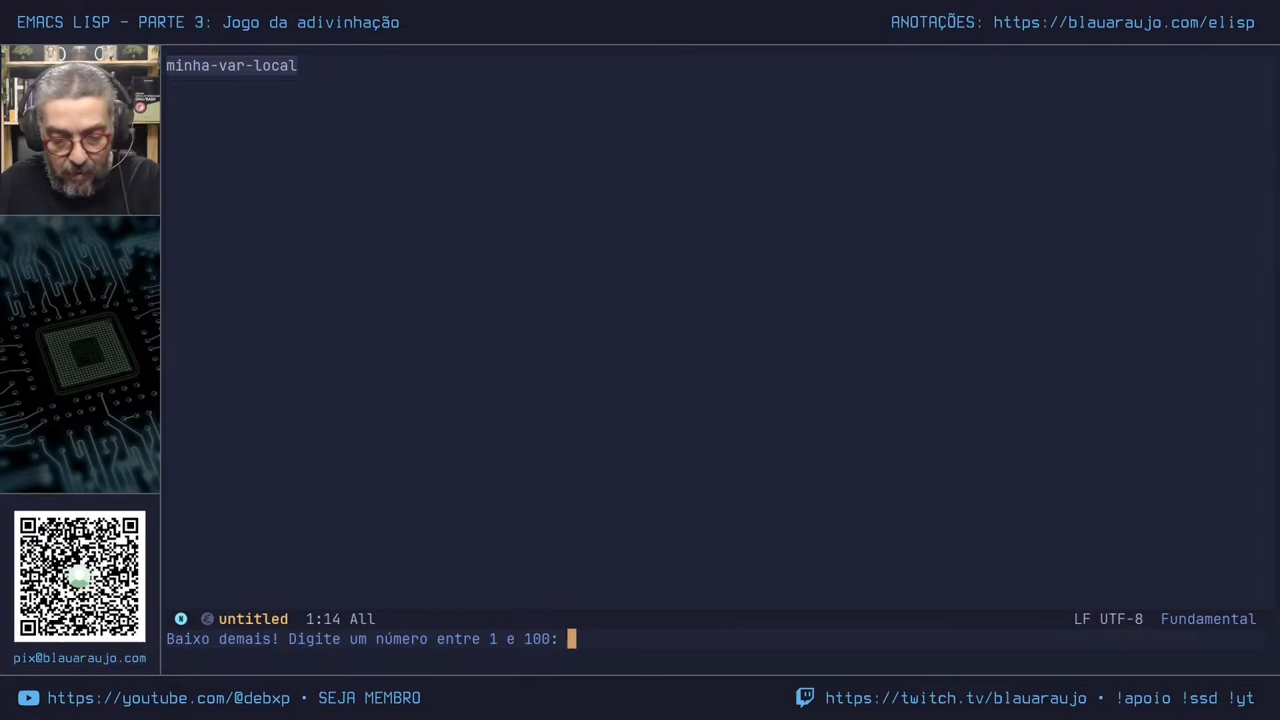 EMACS LISP - PARTE 3: Jogo da adivinhação
ANOTAÇÕES: https://blauaraujo.com/elisp
minha-var-local
N untitled 1:14 All
LF UTF-8 Fundamental
Baixo demais! Digite um número entre 1 e 100:
pix@blauaraujo.com
https://youtube.com/@debxp • SEJA MEMBRO
https://twitch.tv/blauaraujo • !apoio !ssd !yt